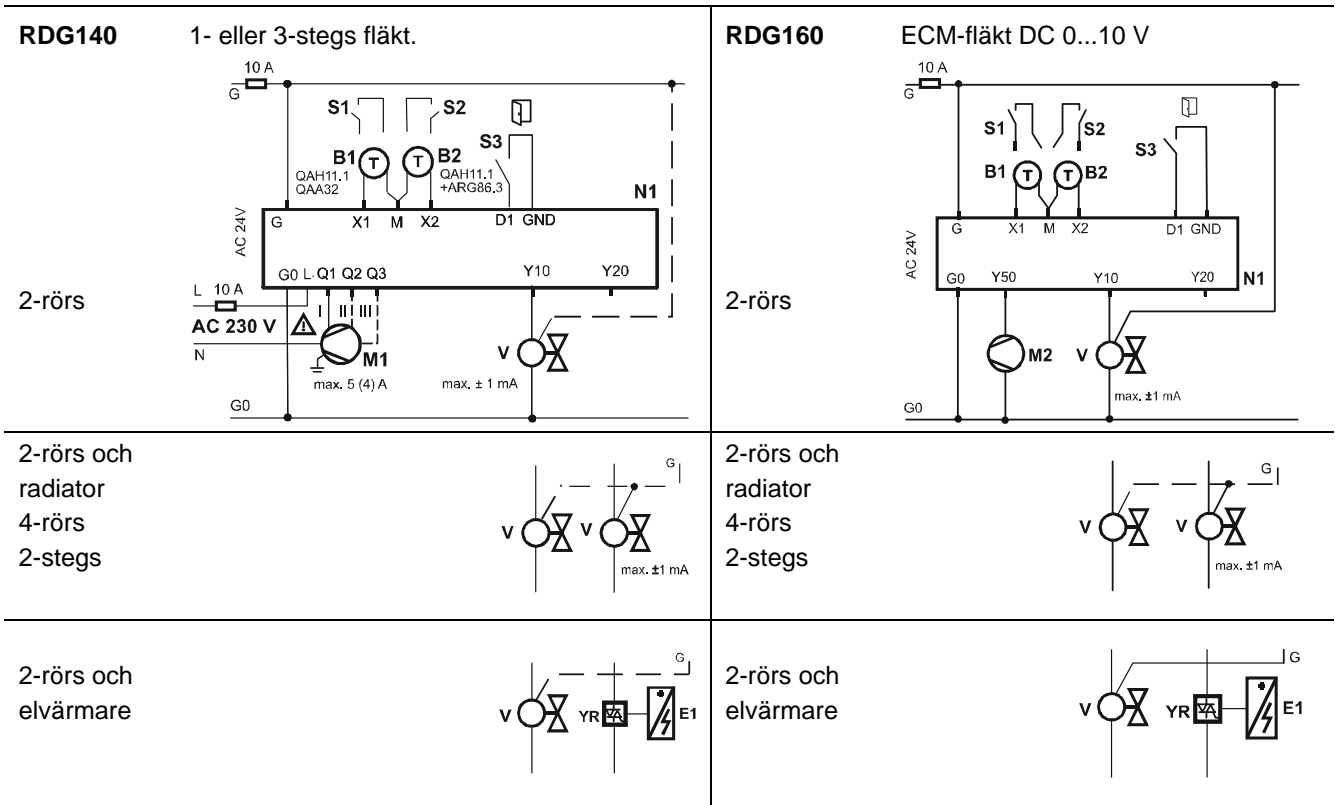 RDG140 1- eller 3-stegs fläkt.
10 A
G
S1 S2
S3
B1 T T B2
QAH11.1
QAA32
QAH11.1
+ARG86.3
N1
AC 24V
G X1 M X2 D1 GND
G0 L Q1 Q2 Q3 Y10 Y20
2-rörs
L 10 A
I II III
AC 230 V
N
M1
V
max. 5 (4) A
max. ± 1 mA
G0
RDG160 ECM-fläkt DC 0...10 V
10 A
G
S1 S2
S3
B1 T T B2
AC 24V
G X1 M X2 D1 GND
G0 Y50 Y10 Y20 N1
2-rörs
M2 V
max. ±1 mA
G0
2-rörs och
radiator
4-rörs
2-stegs
G
V V
max. ±1 mA
2-rörs och
radiator
4-rörs
2-stegs
G
V V
max. ±1 mA
2-rörs och
elvärmare
G
V YR E1
2-rörs och
elvärmare
G
V YR E1